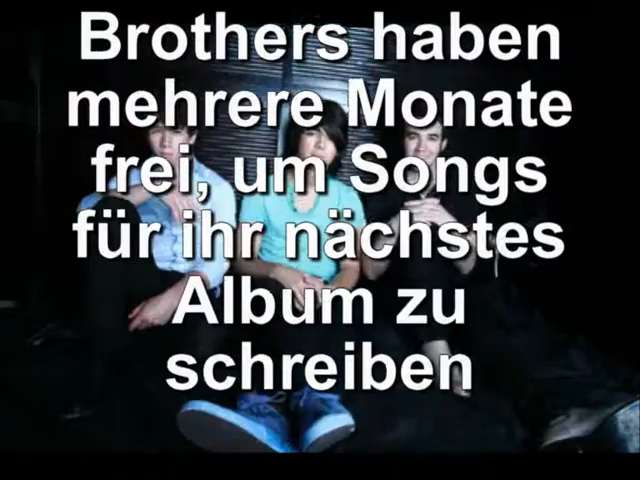 Brothers haben
mehrere Monate
frei, um Songs
für ihr nächstes
Album zu
schreiben